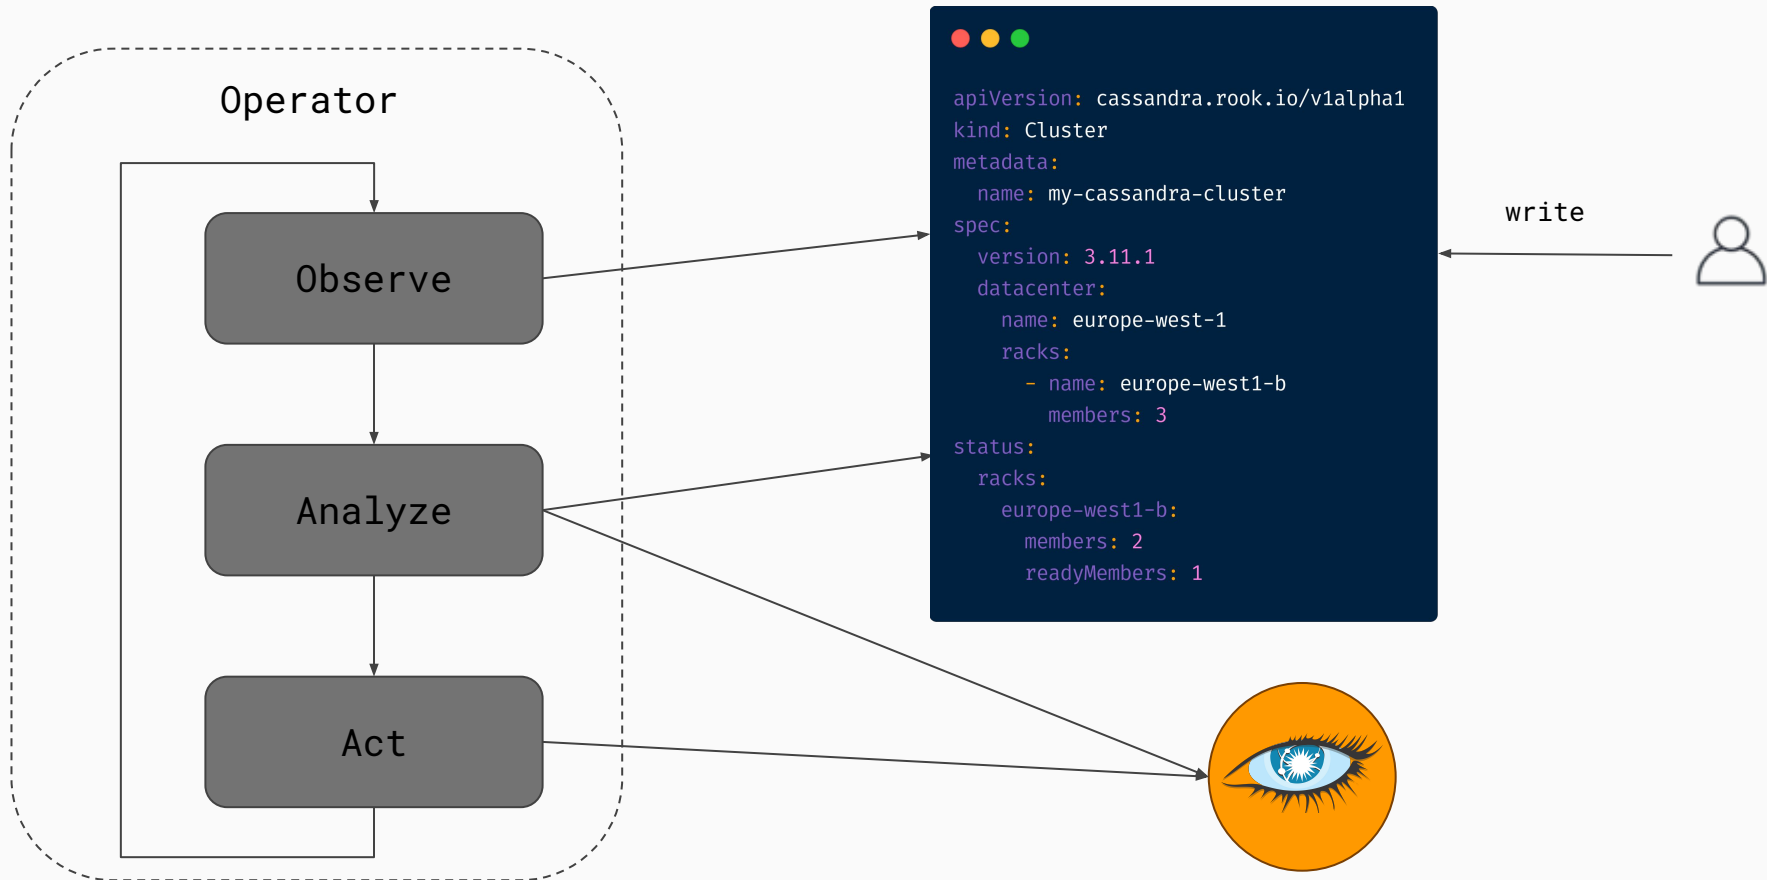 Operator
Observe
Analyze
Act
apiVersion: cassandra.rook.io/v1alpha1
kind: Cluster
metadata:
  name: my-cassandra-cluster
spec:
  version: 3.11.1
  datacenter:
    name: europe-west-1
    racks:
      - name: europe-west1-b
        members: 3
status:
  racks:
    europe-west1-b:
      members: 2
      readyMembers: 1
write